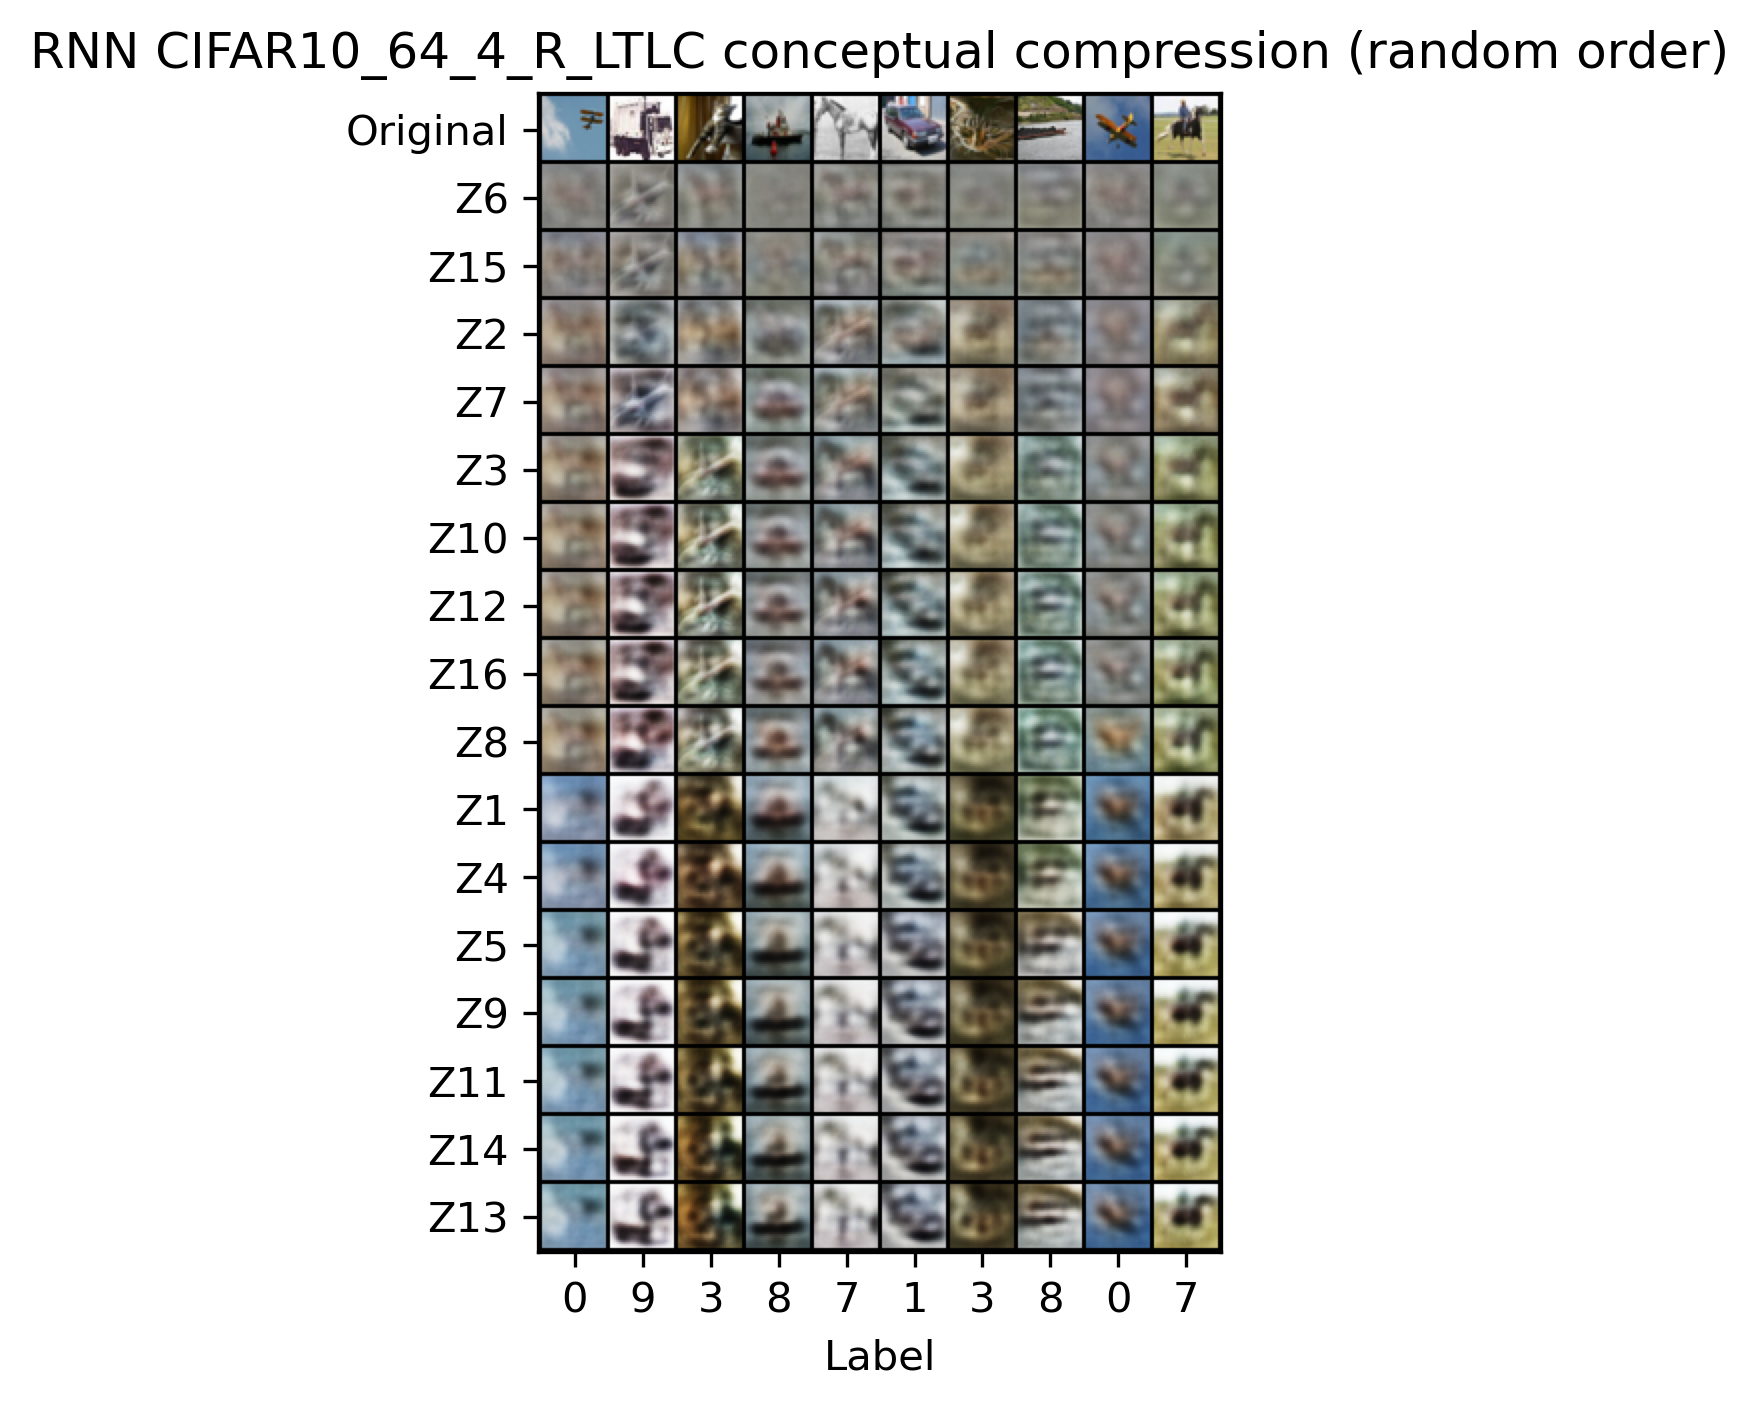 RNN CIFAR10_64_4_R_LTLC conceptual compression (random order)
Original
Z6
Z15
Z2
Z7
Z3
Z10
Z12
Z16
Z8
Z1
Z4
Z5
Z9
Z11
Z14
Z13
0 9 3 8 7 1 3 8 0 7
Label